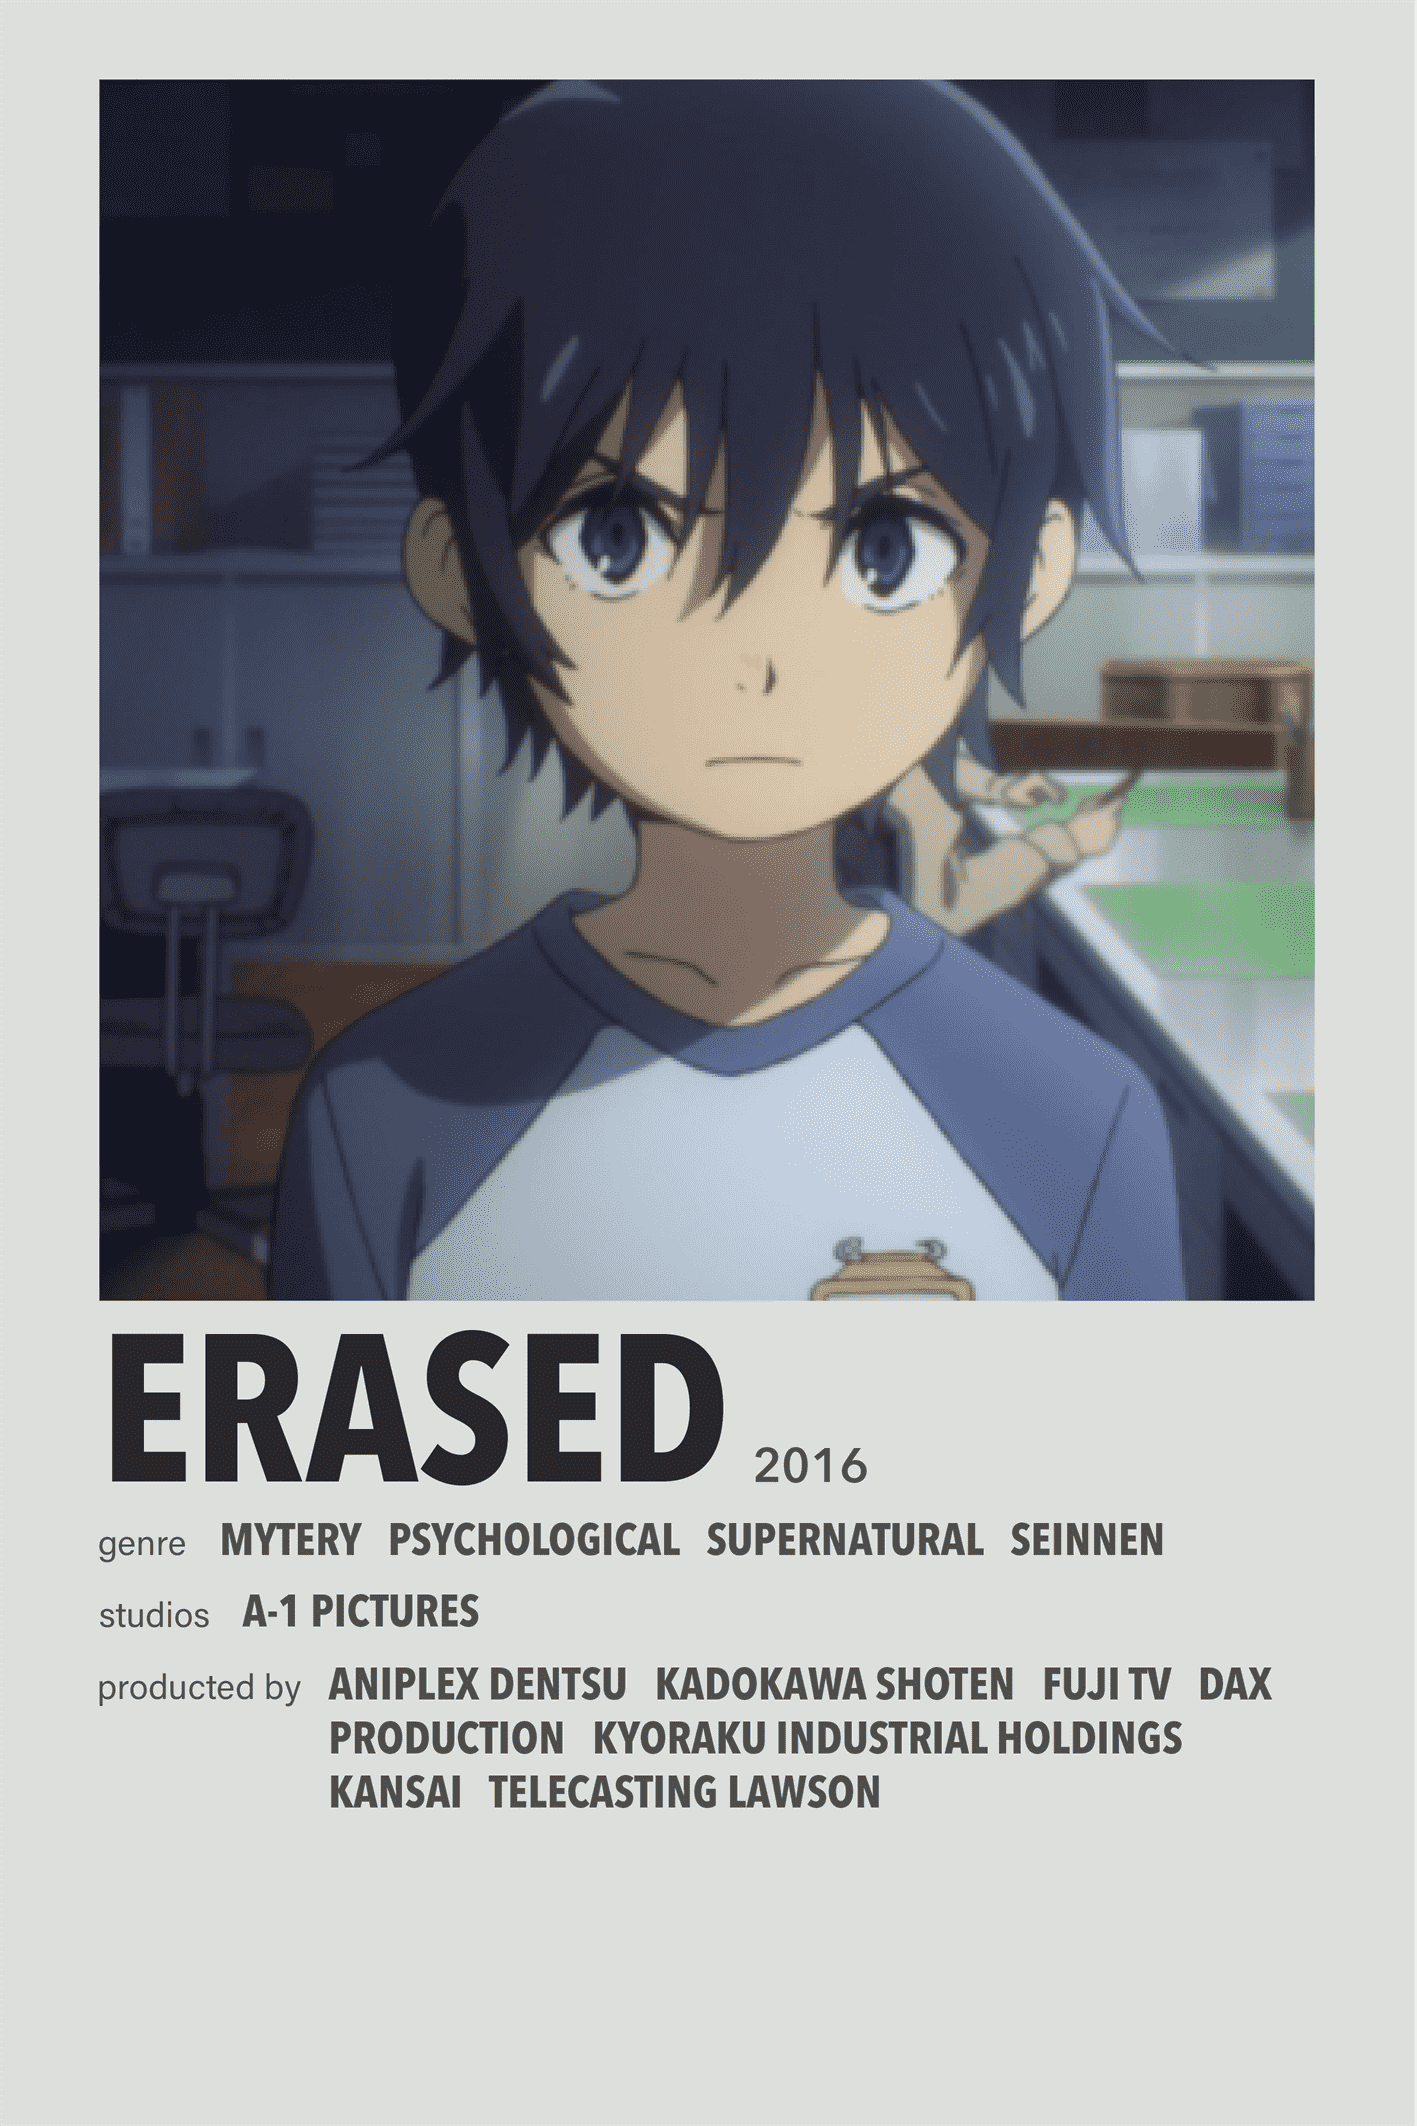 ERASED 2016
genre MYTERY PSYCHOLOGICAL SUPERNATURAL SEINNEN
studios A-1 PICTURES
producted by ANIPLEX DENTSU KADOKAWA SHOTEN FUJI TV DAX
PRODUCTION KYORAKU INDUSTRIAL HOLDINGS
KANSAI TELECASTING LAWSON